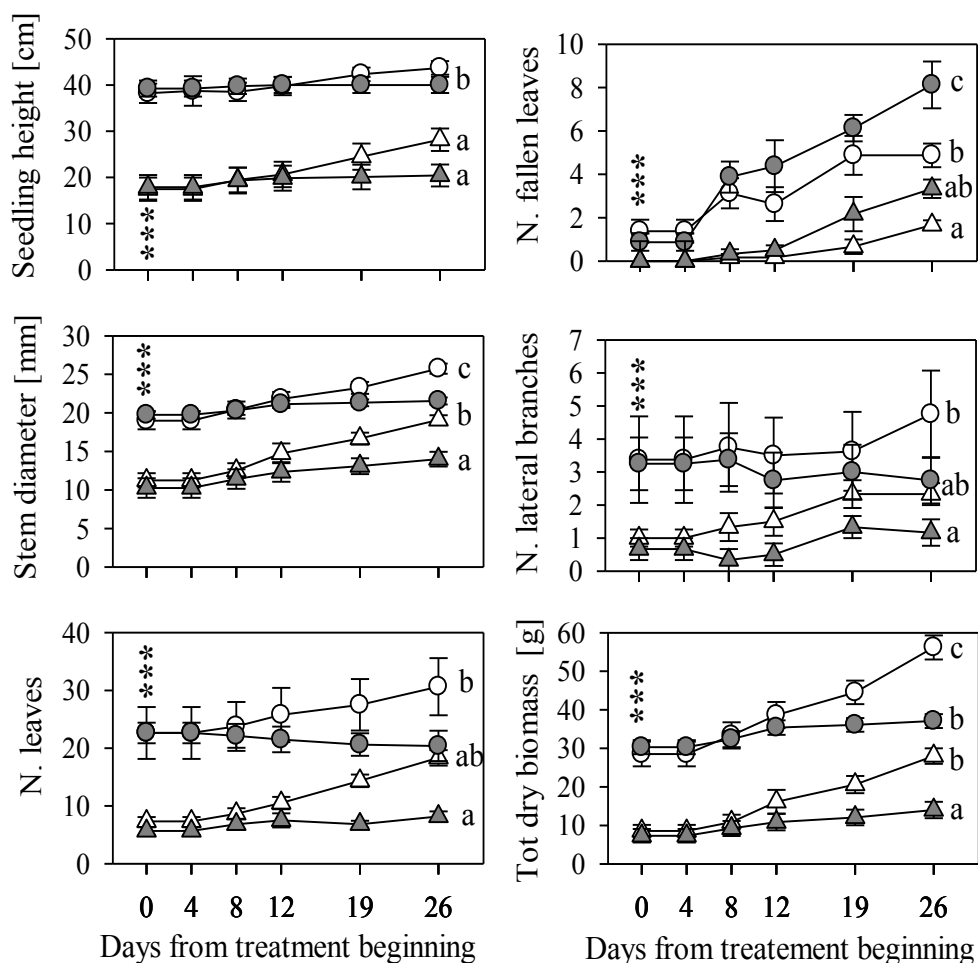 Seedling height [cm]
50
40
30
20
10
0
b
a
a
***
N. fallen leaves
10
8
6
4
2
0
***
c
b
ab
a
Stem diameter [mm]
30
25
20
15
10
5
0
***
c
b
a
N. lateral branches
7
6
5
4
3
2
1
0
***
b
ab
a
N. leaves
40
30
20
10
0
***
b
ab
a
0 4 8 12 19 26
Days from treatment beginning
Tot dry biomass [g]
60
50
40
30
20
10
0
***
c
b
b
a
0 4 8 12 19 26
Days from treatement beginning